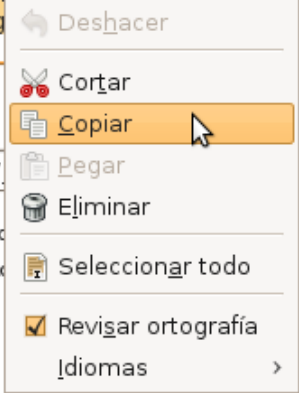 Deshacer
Cortar
Copiar
Pegar
Eliminar
Seleccionar todo
Revisar ortografía
Idiomas